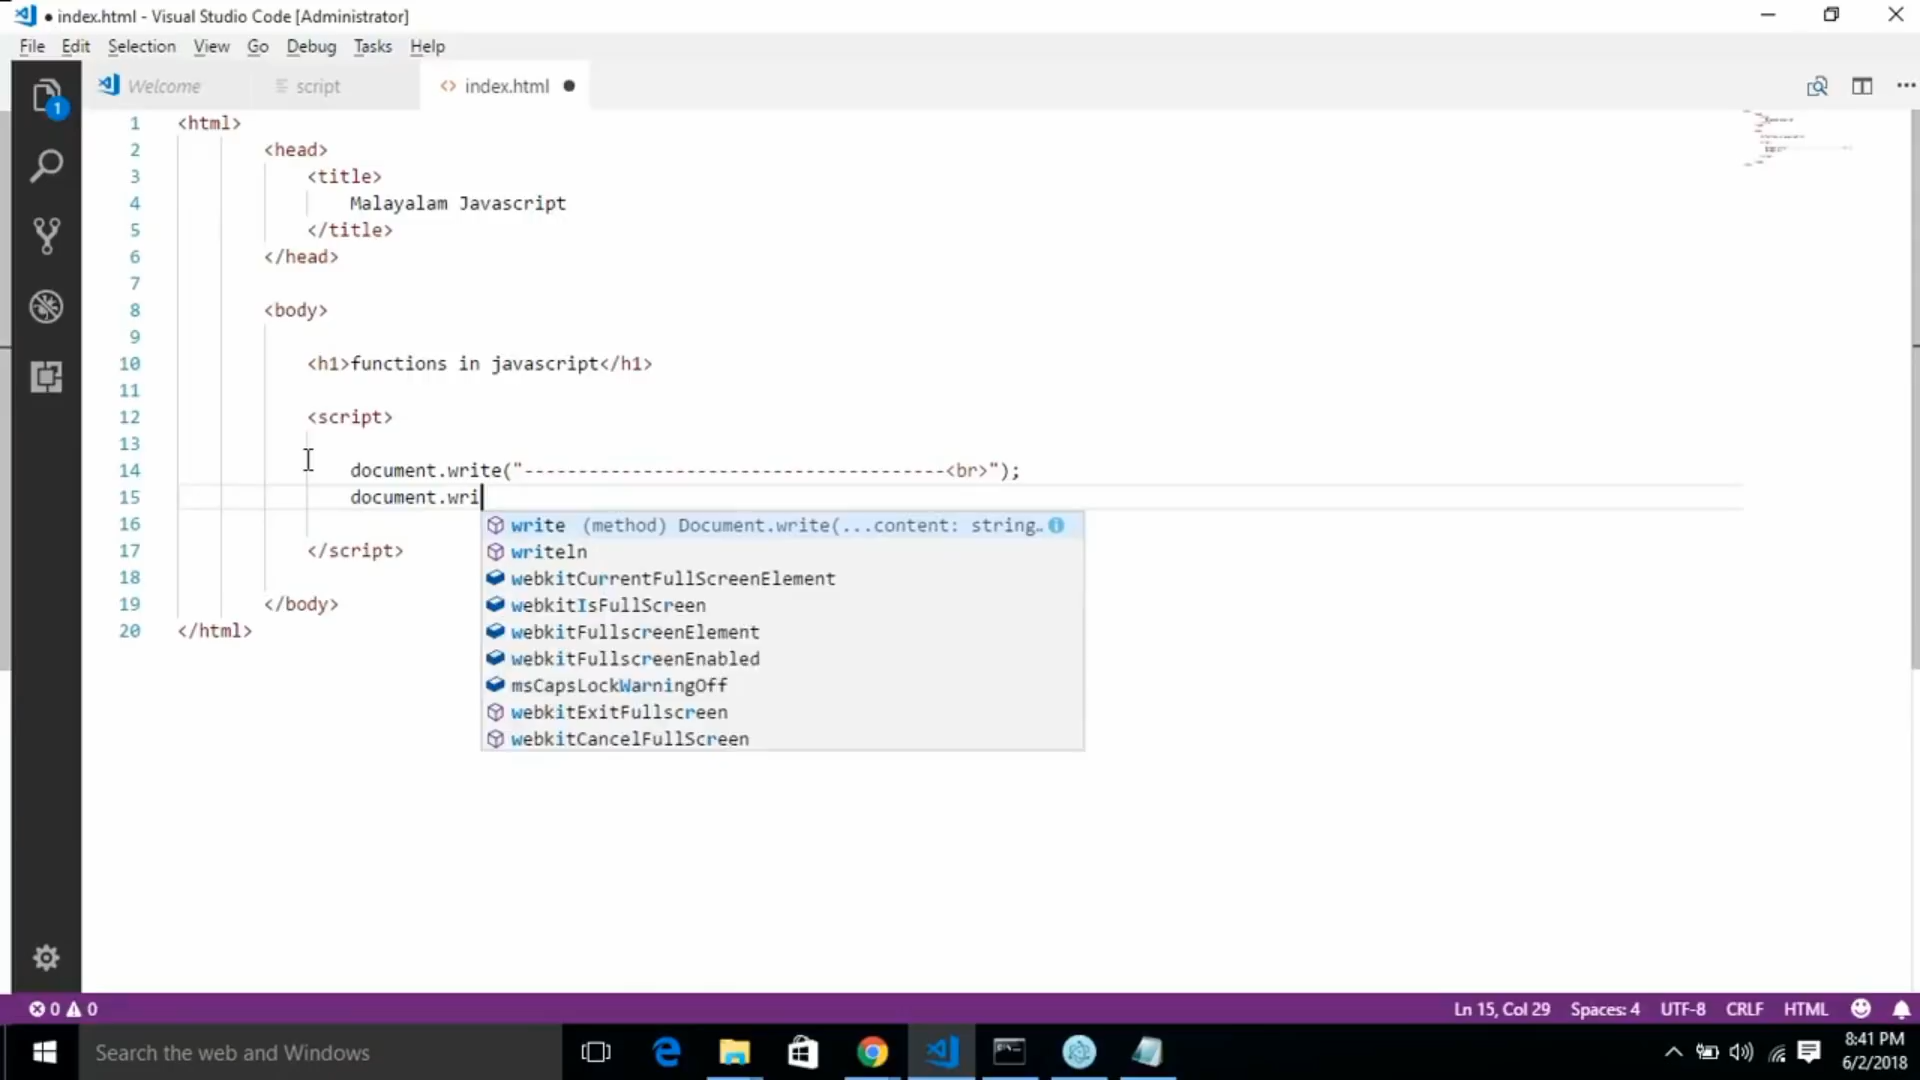 ● index.html - Visual Studio Code [Administrator]
File Edit Selection View Go Debug Tasks Help
1
Welcome script index.html ●
1 <html>
2 <head>
3 <title>
4 Malayalam Javascript
5 </title>
6 </head>
7
8 <body>
9
10 <h1>functions in javascript</h1>
11
12 <script>
13
14 document.write("---------------------------------------<br>");
15 document.wri
16
17 </script>
18
19 </body>
20 </html>
write (method) Document.write(...content: string…
writeln
webkitCurrentFullScreenElement
webkitIsFullScreen
webkitFullscreenElement
webkitFullscreenEnabled
msCapsLockWarningOff
webkitExitFullscreen
webkitCancelFullScreen
0 0 Ln 15, Col 29 Spaces: 4 UTF-8 CRLF HTML
Search the web and Windows
8:41 PM
6/2/2018